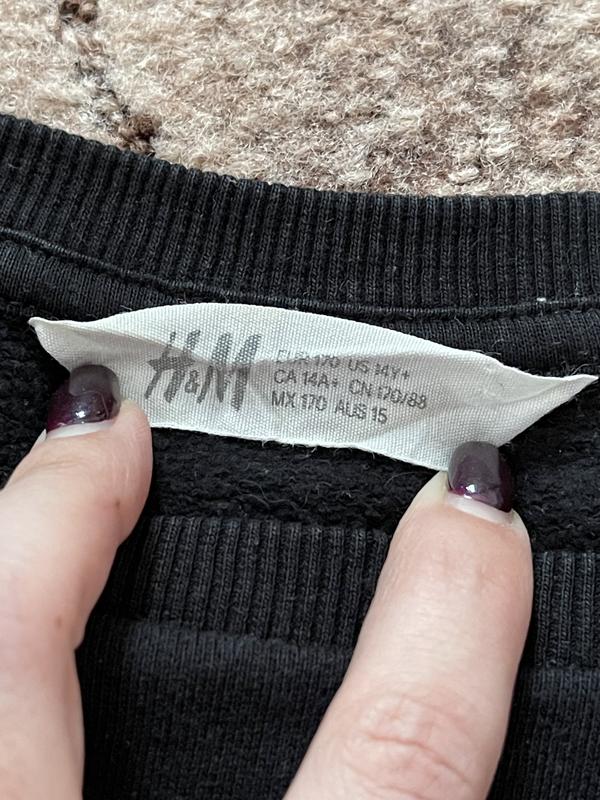 H&M
EUR 170 US 14Y+
CA 14A+ CN 170/88
MX 170 AUS 15